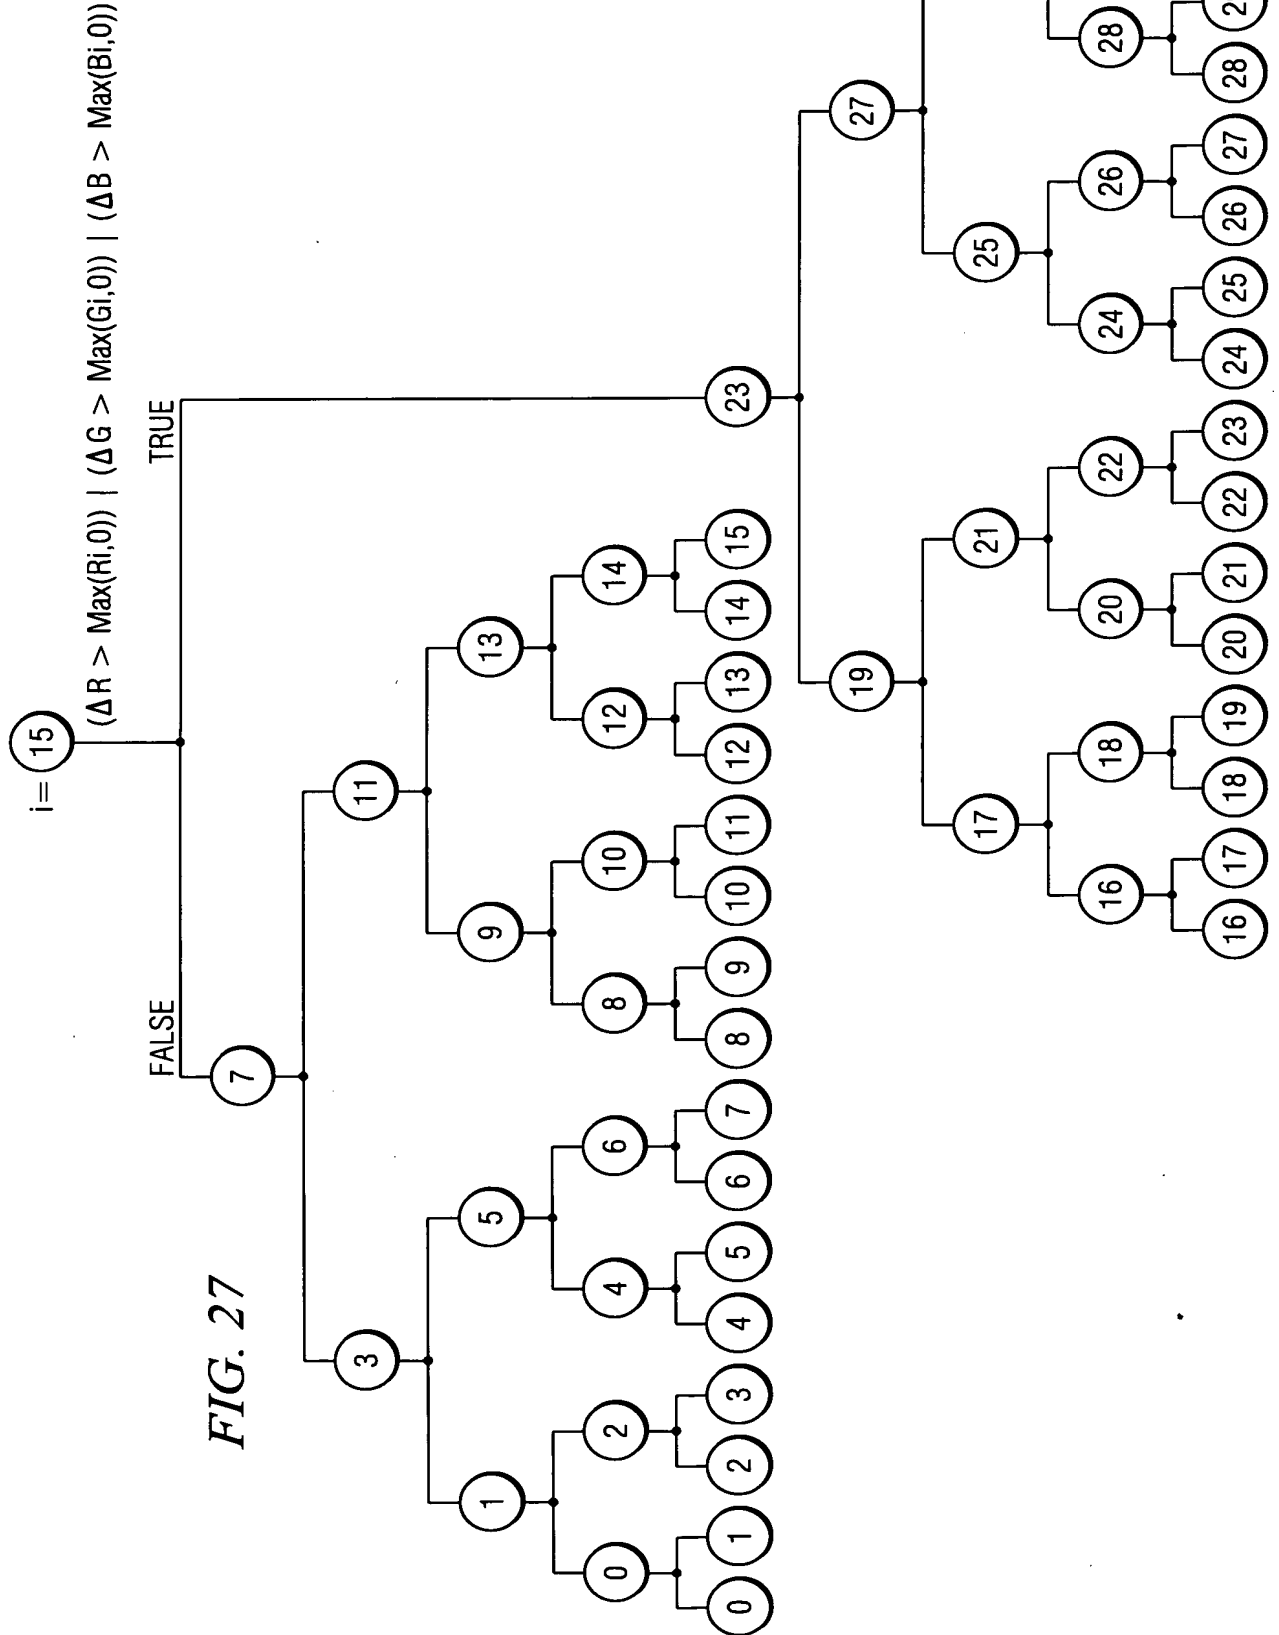 i= 15
(ΔR > Max(Ri,0)) | (ΔG > Max(Gi,0)) | (ΔB > Max(Bi,0))
FALSE TRUE
FIG. 27
7
3 11
1 5 9 13
0 2 4 6 8 10 12 14
0 1 2 3 4 5 6 7 8 9 10 11 12 13 14 15 23
19 27
17 21 25
16 18 20 22 24 26 28
16 17 18 19 20 21 22 23 24 25 26 27 28